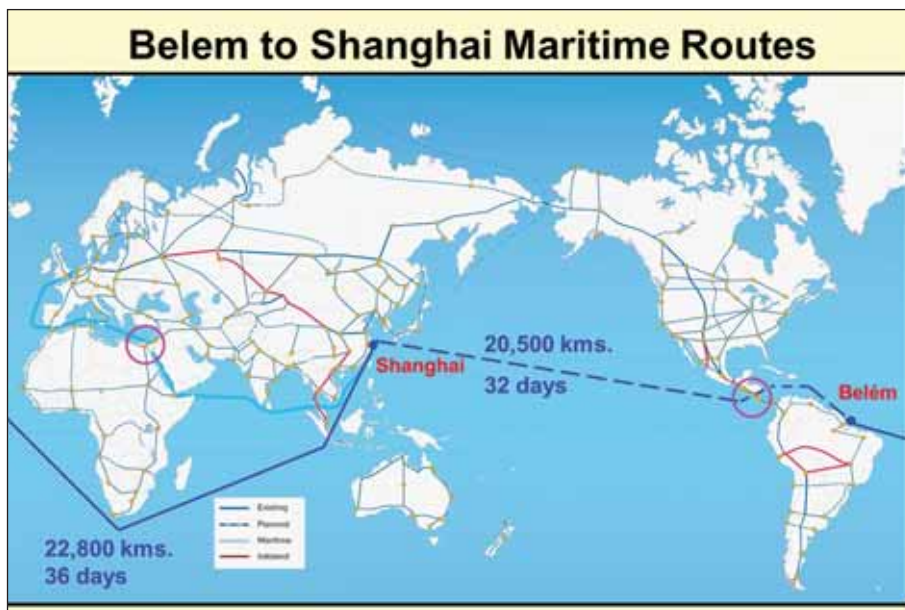 Belem to Shanghai Maritime Routes
20,500 kms.
32 days
Shanghai
Belém
22,800 kms.
36 days
Existing
Planned
Maritime